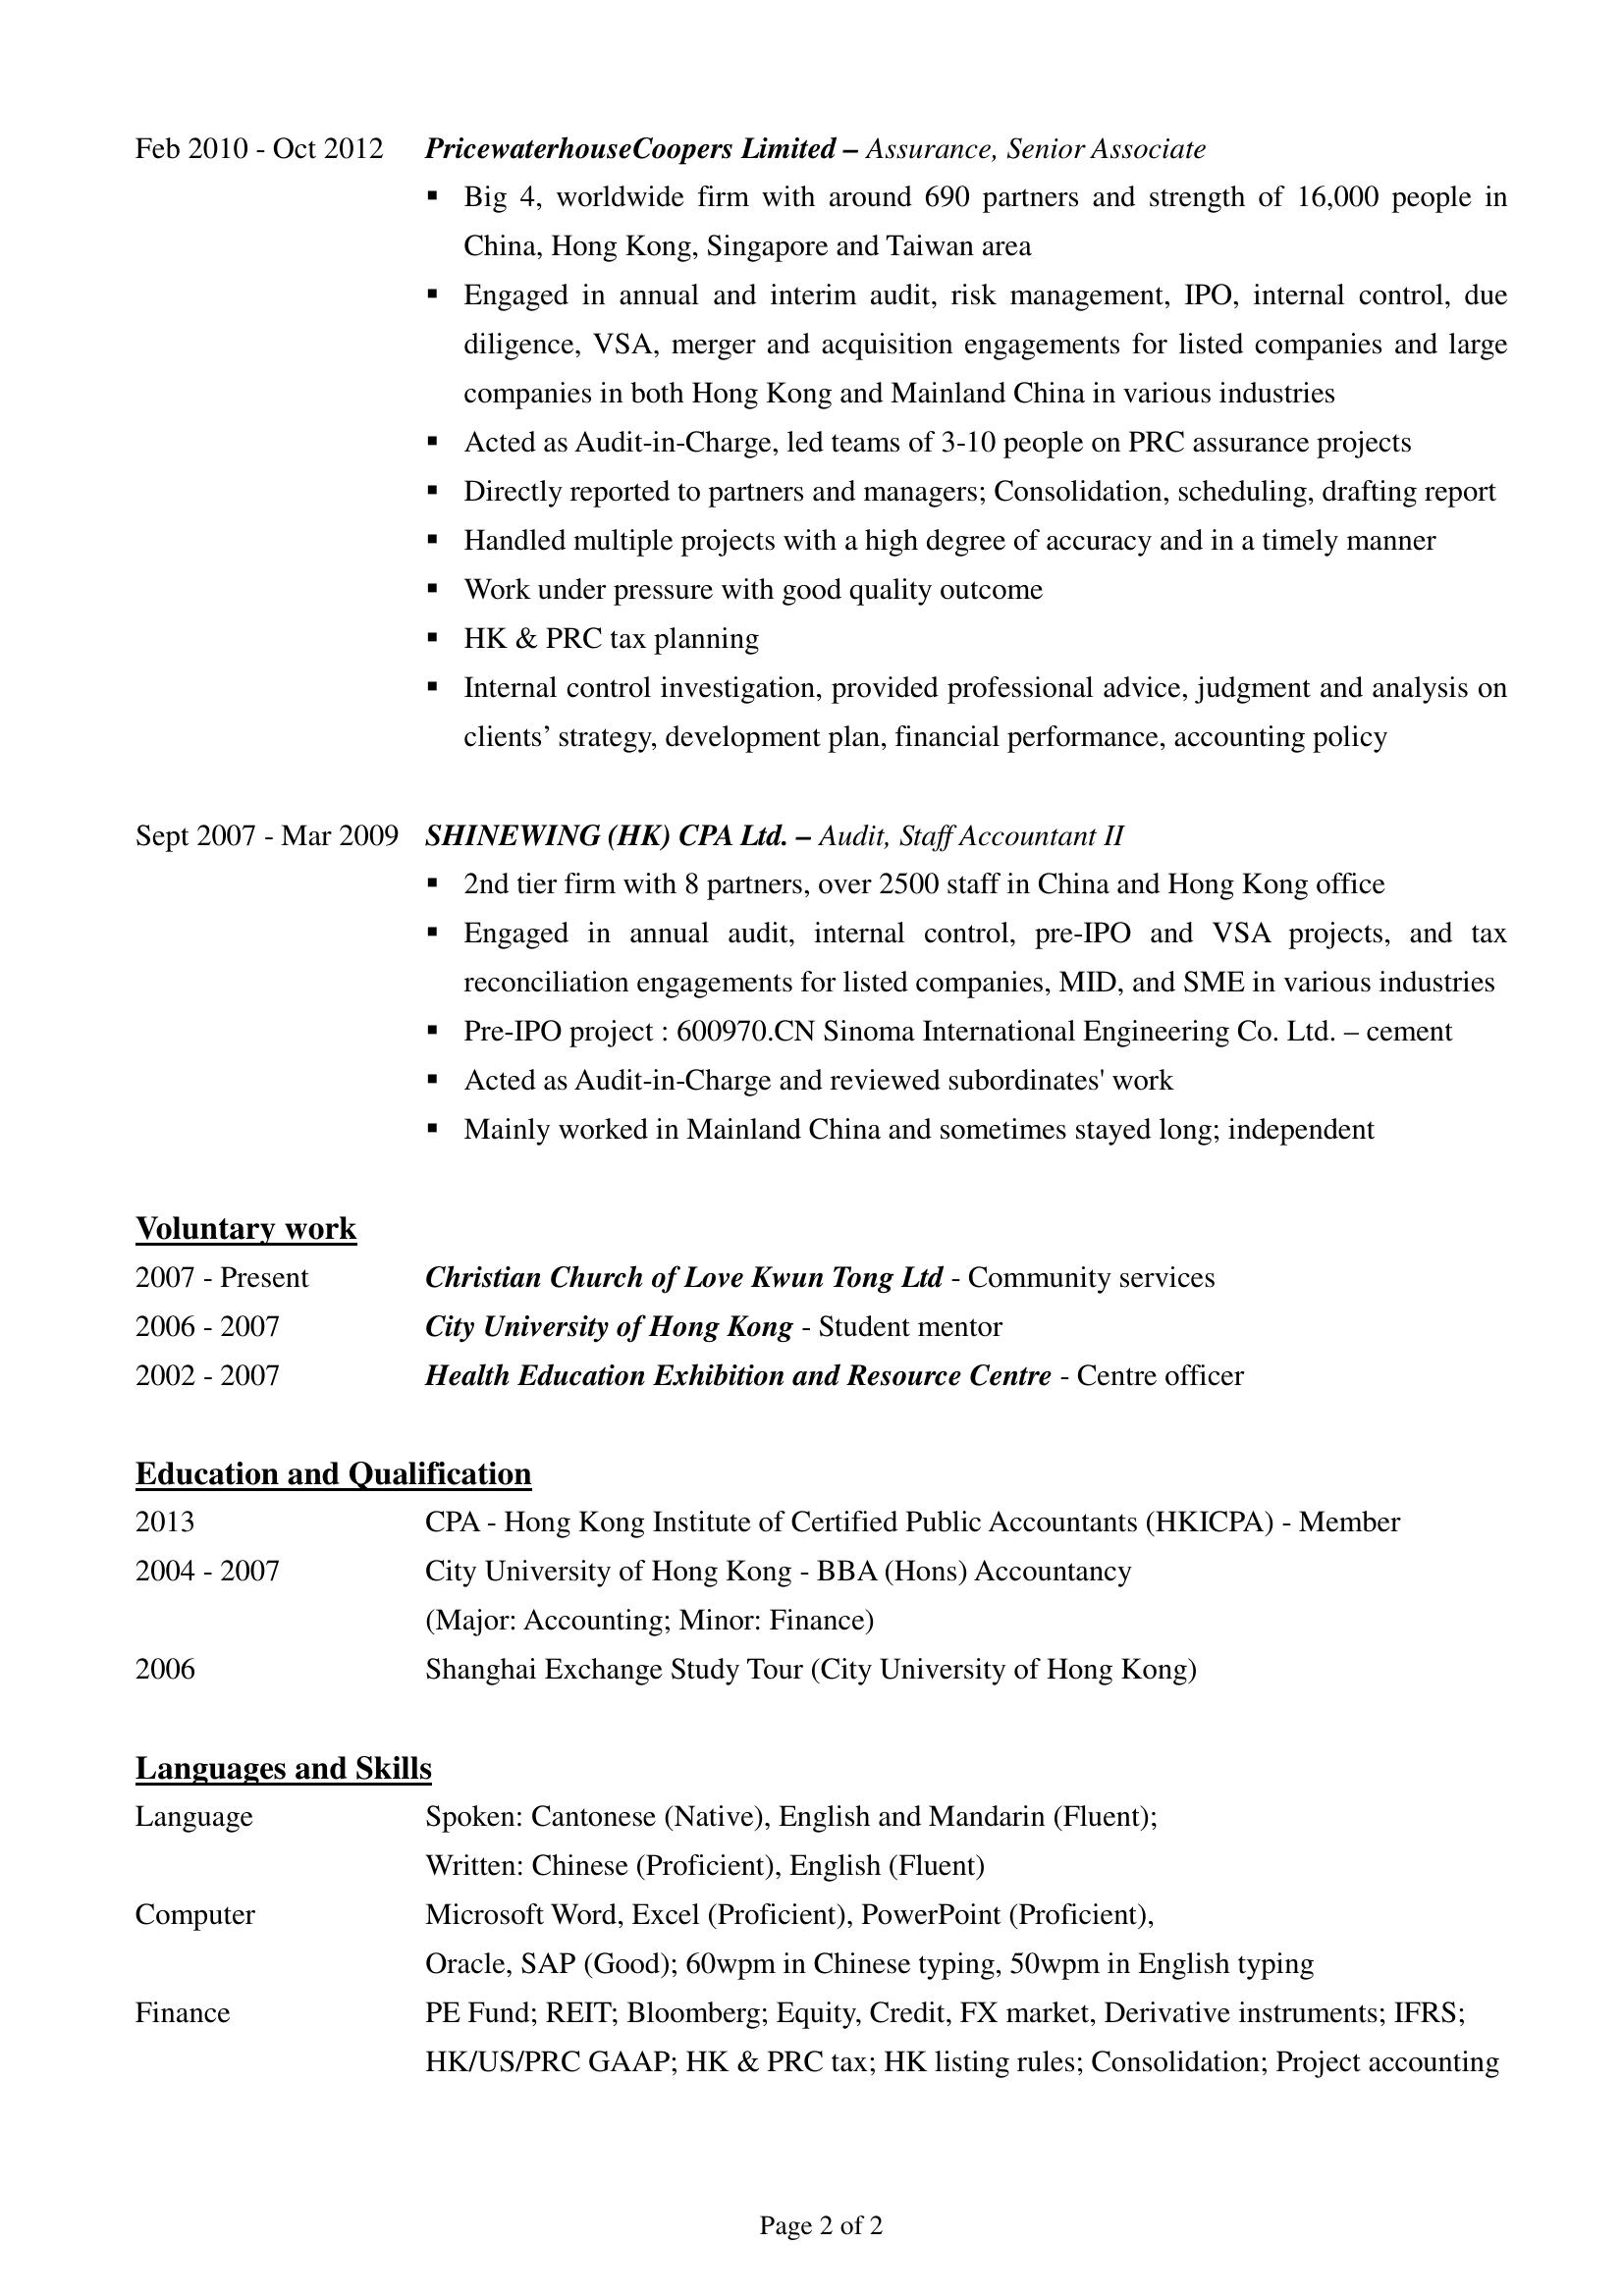 Feb 2010 - Oct 2012 PricewaterhouseCoopers Limited – Assurance, Senior Associate
▪ Big 4, worldwide firm with around 690 partners and strength of 16,000 people in
China, Hong Kong, Singapore and Taiwan area
▪ Engaged in annual and interim audit, risk management, IPO, internal control, due
diligence, VSA, merger and acquisition engagements for listed companies and large
companies in both Hong Kong and Mainland China in various industries
▪ Acted as Audit-in-Charge, led teams of 3-10 people on PRC assurance projects
▪ Directly reported to partners and managers; Consolidation, scheduling, drafting report
▪ Handled multiple projects with a high degree of accuracy and in a timely manner
▪ Work under pressure with good quality outcome
▪ HK & PRC tax planning
▪ Internal control investigation, provided professional advice, judgment and analysis on
clients’ strategy, development plan, financial performance, accounting policy
Sept 2007 - Mar 2009 SHINEWING (HK) CPA Ltd. – Audit, Staff Accountant II
▪ 2nd tier firm with 8 partners, over 2500 staff in China and Hong Kong office
▪ Engaged in annual audit, internal control, pre-IPO and VSA projects, and tax
reconciliation engagements for listed companies, MID, and SME in various industries
▪ Pre-IPO project : 600970.CN Sinoma International Engineering Co. Ltd. – cement
▪ Acted as Audit-in-Charge and reviewed subordinates' work
▪ Mainly worked in Mainland China and sometimes stayed long; independent
Voluntary work
2007 - Present Christian Church of Love Kwun Tong Ltd - Community services
2006 - 2007 City University of Hong Kong - Student mentor
2002 - 2007 Health Education Exhibition and Resource Centre - Centre officer
Education and Qualification
2013 CPA - Hong Kong Institute of Certified Public Accountants (HKICPA) - Member
2004 - 2007 City University of Hong Kong - BBA (Hons) Accountancy
(Major: Accounting; Minor: Finance)
2006 Shanghai Exchange Study Tour (City University of Hong Kong)
Languages and Skills
Language Spoken: Cantonese (Native), English and Mandarin (Fluent);
Written: Chinese (Proficient), English (Fluent)
Computer Microsoft Word, Excel (Proficient), PowerPoint (Proficient),
Oracle, SAP (Good); 60wpm in Chinese typing, 50wpm in English typing
Finance PE Fund; REIT; Bloomberg; Equity, Credit, FX market, Derivative instruments; IFRS;
HK/US/PRC GAAP; HK & PRC tax; HK listing rules; Consolidation; Project accounting
Page 2 of 2